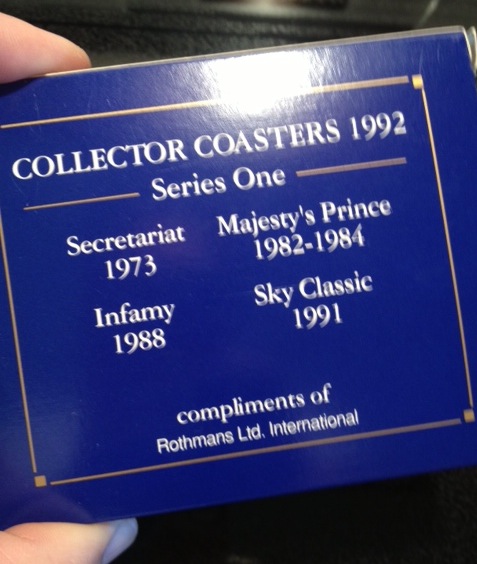 COLLECTOR COASTERS 1992
Series One
Secretariat
1973
Majesty's Prince
1982-1984
Infamy
1988
Sky Classic
1991
compliments of
Rothmans Ltd. International